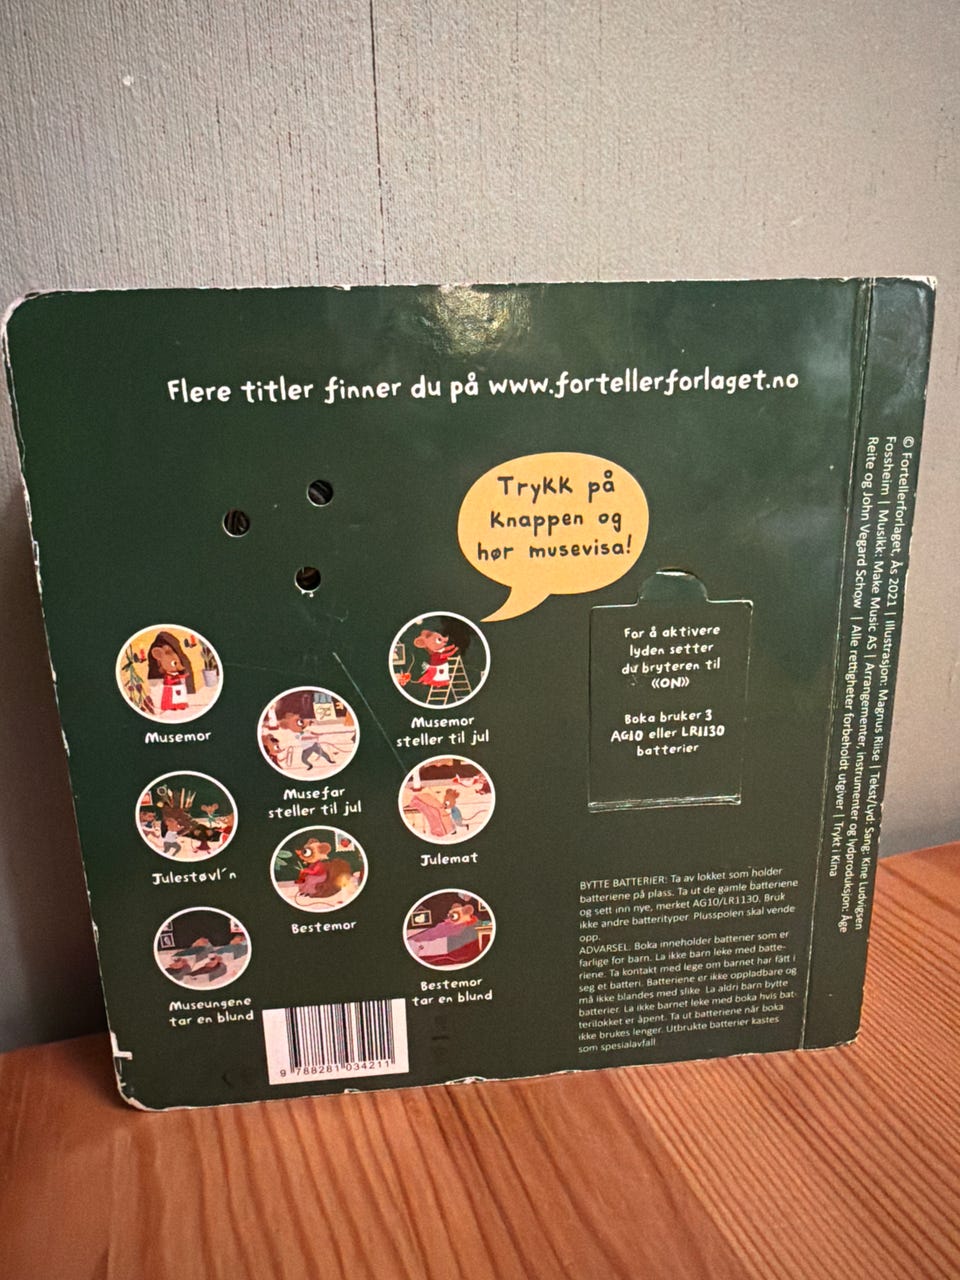 Flere titler finner du på www.fortellerforlaget.no
Trykk på
knappen og
hør musevisa!
For å aktivere
lyden setter
du bryteren til
«ON»
Boka bruker 3
AG10 eller LR1130
batterier
Musemor
Musefar
steller til jul
Musemor
steller til jul
Julestøvl´n
Bestemor
Julemat
Museungene
tar en blund
Bestemor
tar en blund
9 788281 034211
BYTTE BATTERIER: Ta av lokket som holder
batteriene på plass. Ta ut de gamle batteriene
og sett inn nye, merket AG10/LR1130. Bruk
ikke andre batterityper. Plusspolen skal vende
opp.
ADVARSEL. Boka inneholder batterier som er
farlige for barn. La ikke barn leke med batte-
riene. Ta kontakt med lege om barnet har fått i
seg et batteri. Batteriene er ikke oppladbare og
må ikke blandes med slike. La aldri barn bytte
batterier. La ikke barnet leke med boka hvis bat-
terilokket er åpent. Ta ut batteriene når boka
ikke brukes lenger. Utbrukte batterier kastes
som spesialavfall.
© Fortellerforlaget, Ås 2021 | Illustrasjon: Magnus Riise | Tekst/Lyd: Sang: Kine Ludvigsen
Fossheim | Musikk: Make Music AS | Arrangementer, instrumenter og lydproduksjon: Åge
Reite og John Vegard Schow | Alle rettigheter forbeholdt utgiver | Trykt i Kina